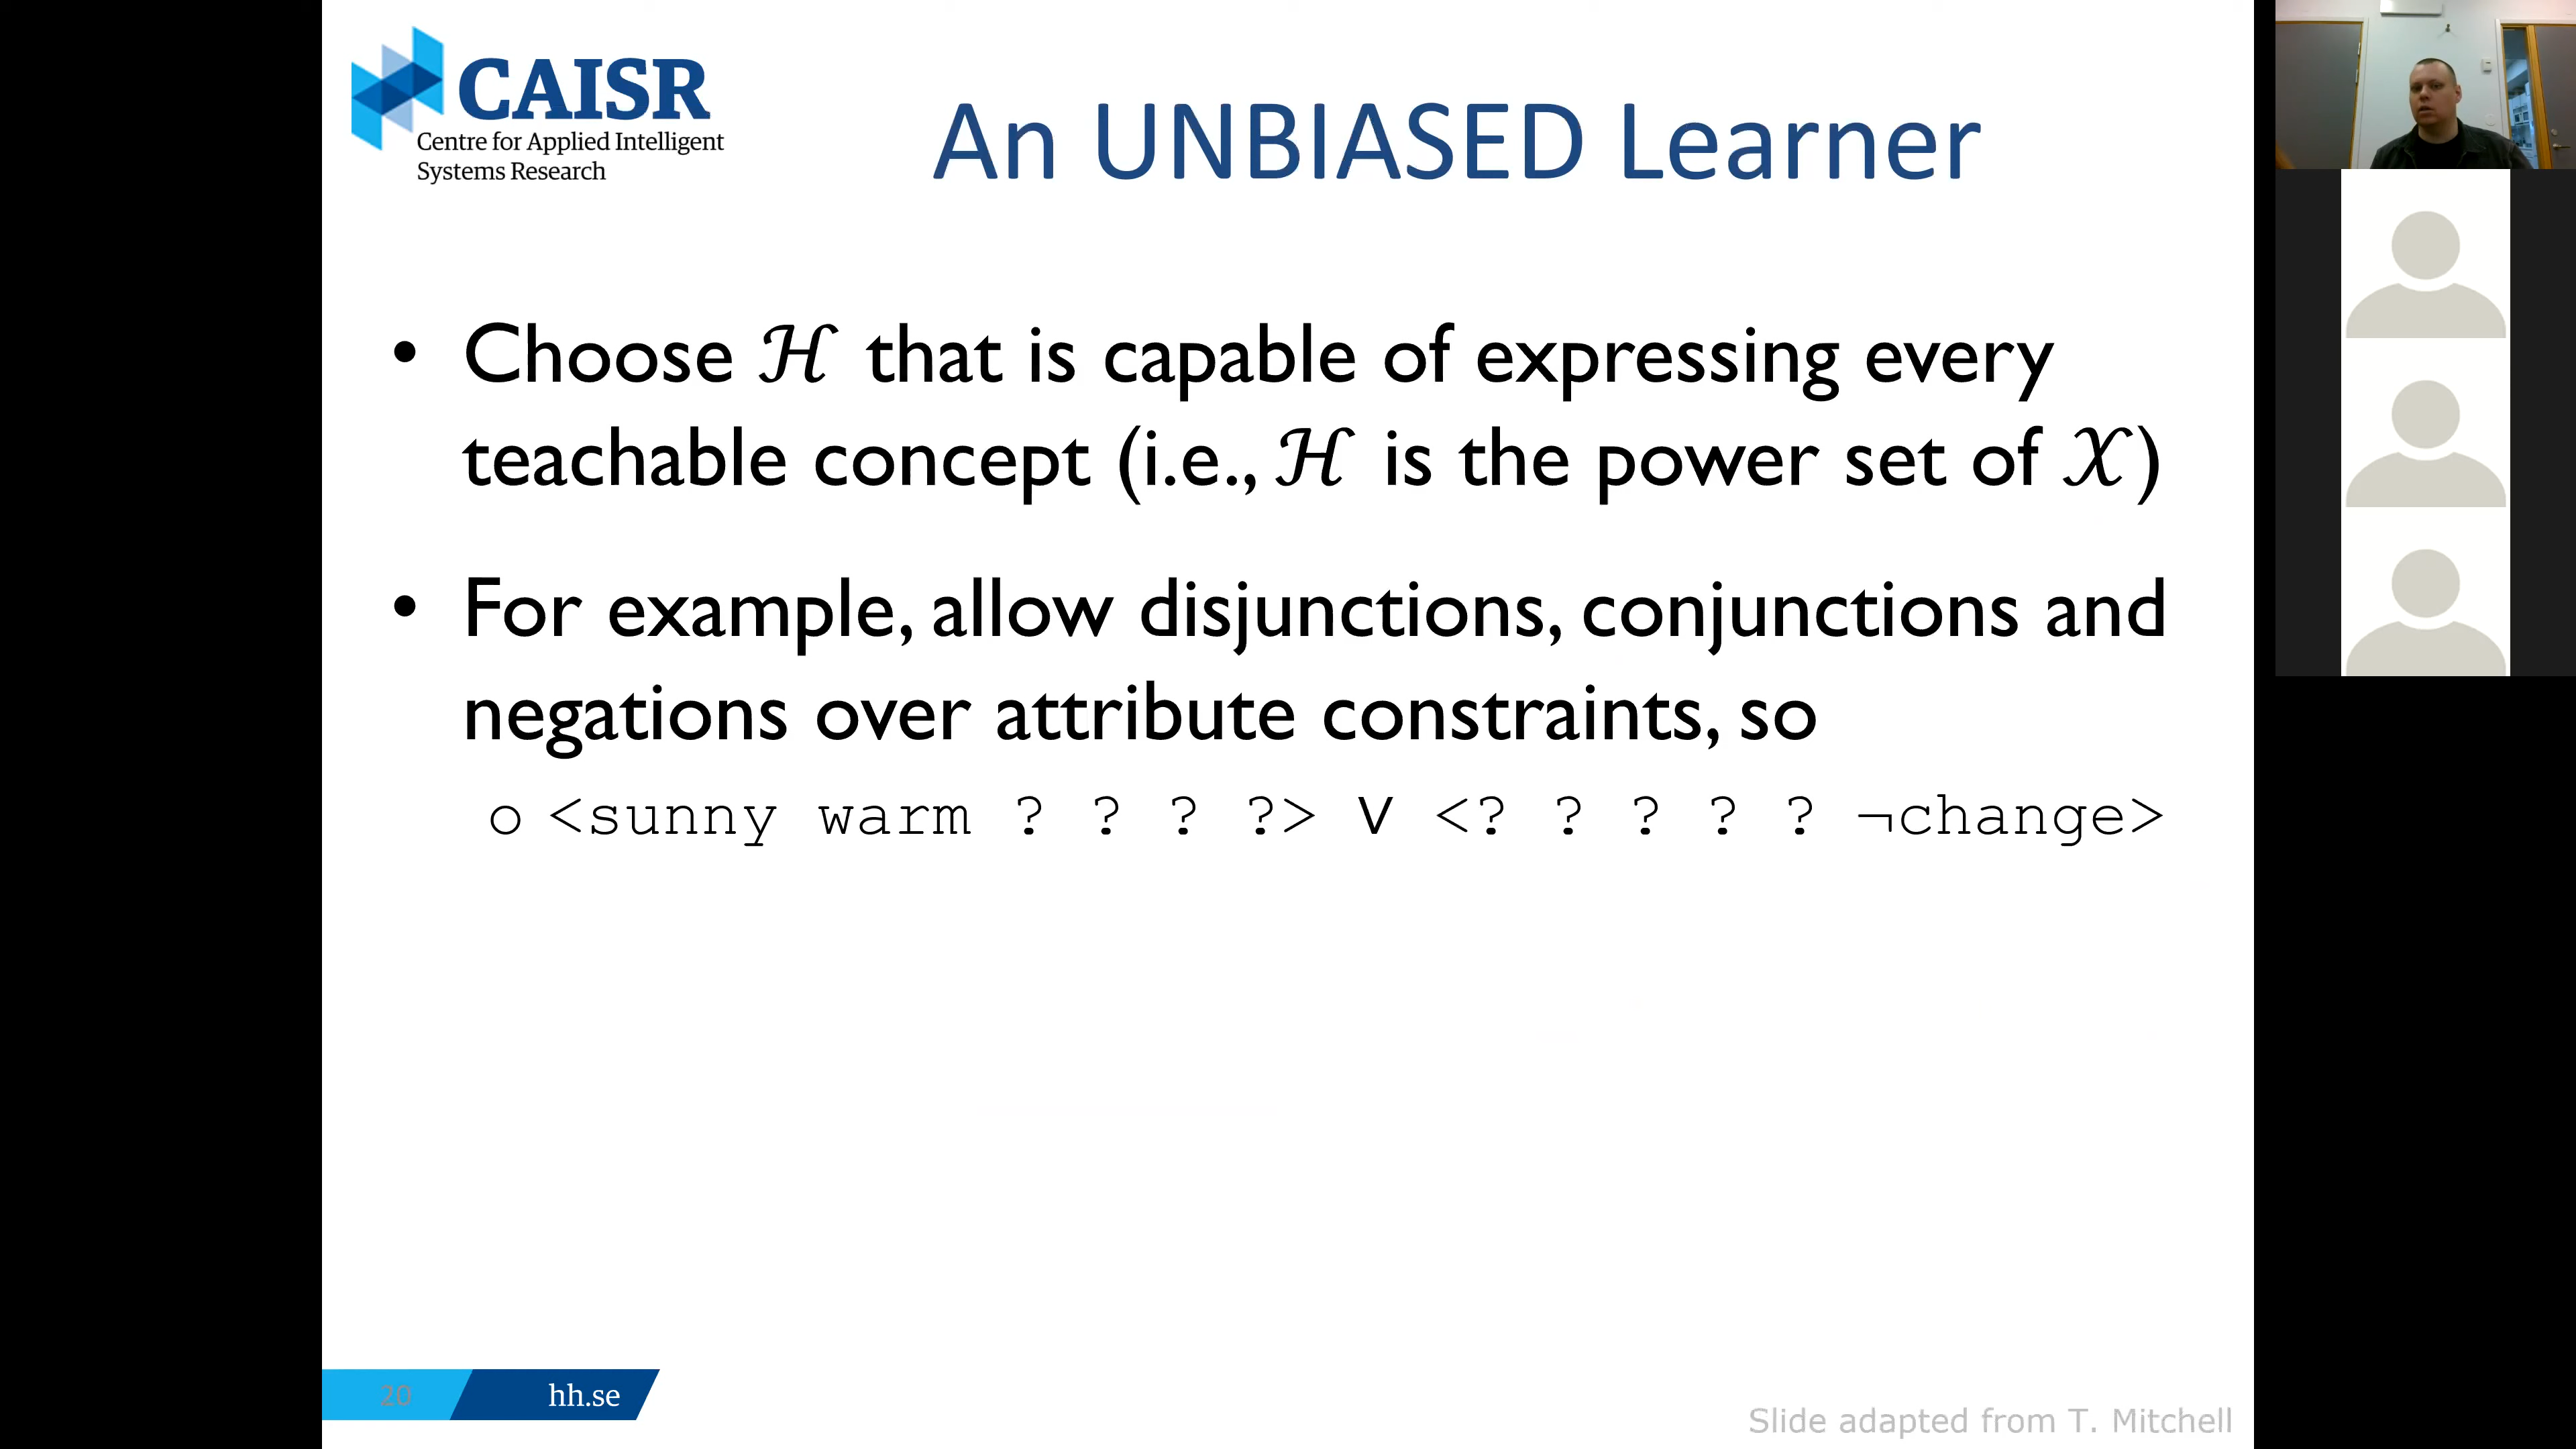 CAISR
Centre for Applied Intelligent
Systems Research
An UNBIASED Learner
• Choose ℋ that is capable of expressing every
teachable concept (i.e., ℋ is the power set of 𝒳)
• For example, allow disjunctions, conjunctions and
negations over attribute constraints, so
o <sunny warm ? ? ? ?> ∨ <? ? ? ? ? ¬change>
20
hh.se
Slide adapted from T. Mitchell